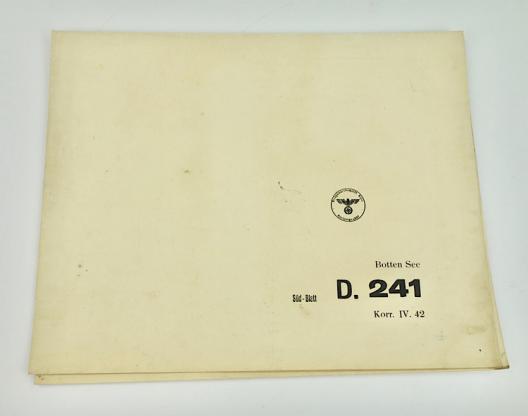 Botten See
Süd-Blatt
D. 241
Korr. IV. 42